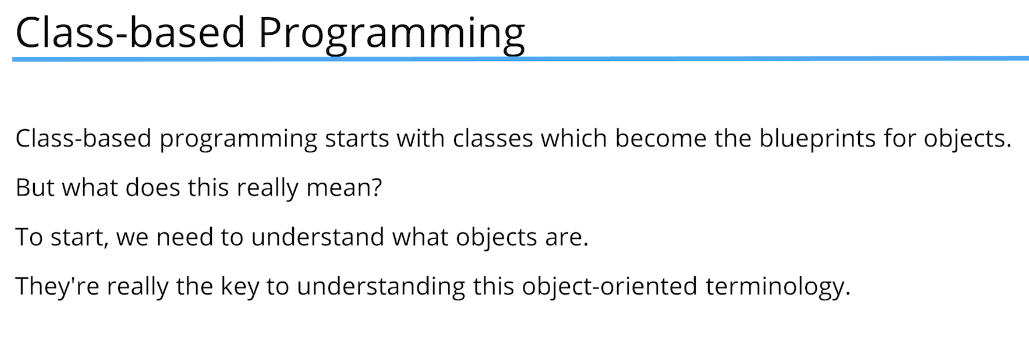 Class-based Programming
Class-based programming starts with classes which become the blueprints for objects.
But what does this really mean?
To start, we need to understand what objects are.
They're really the key to understanding this object-oriented terminology.